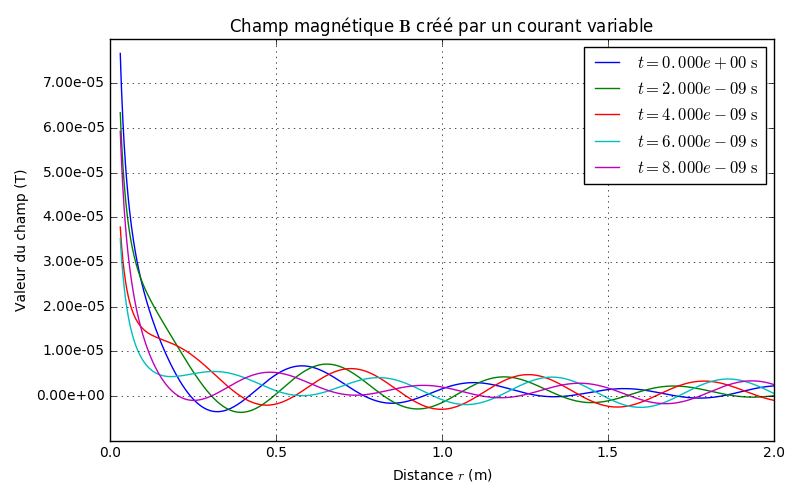 Champ magnétique B créé par un courant variable
Valeur du champ (T)
7.00e-05
6.00e-05
5.00e-05
4.00e-05
3.00e-05
2.00e-05
1.00e-05
0.00e+00
t = 0.000e + 00 s
t = 2.000e − 09 s
t = 4.000e − 09 s
t = 6.000e − 09 s
t = 8.000e − 09 s
0.0 0.5 1.0 1.5 2.0
Distance r (m)